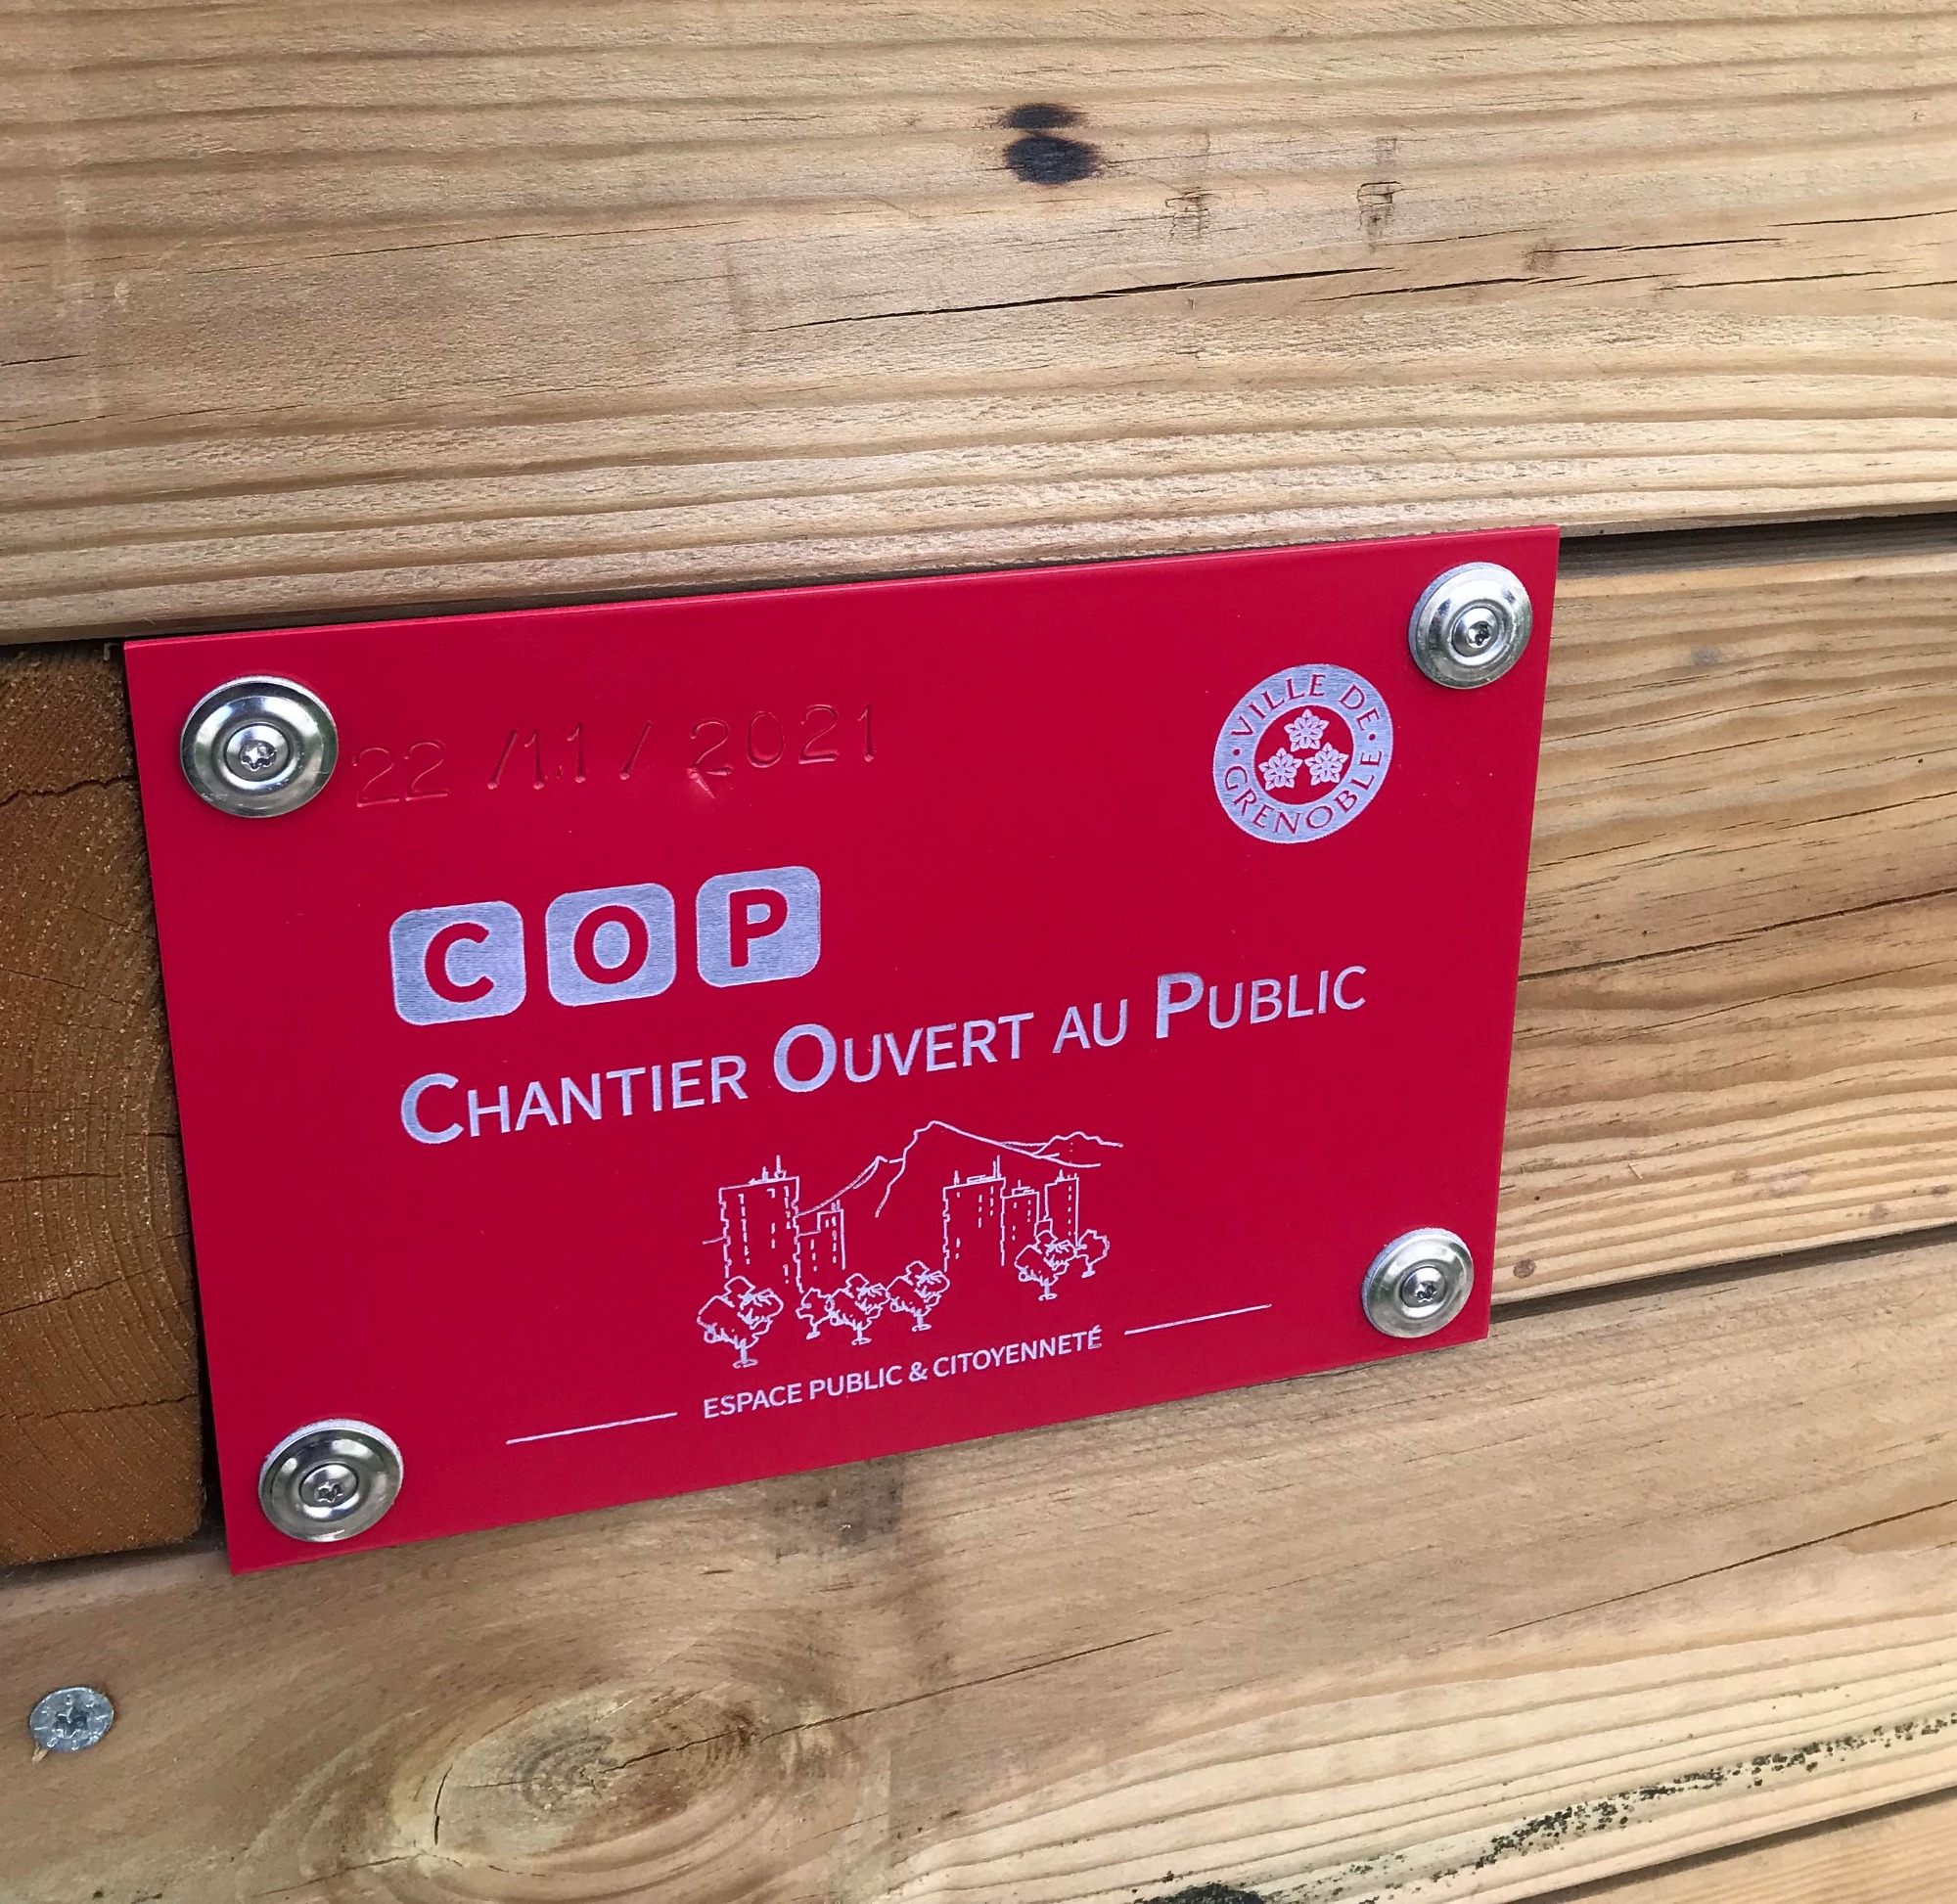 22 /11/ 2021
VILLE DE
GRENOBLE
COP
CHANTIER OUVERT AU PUBLIC
ESPACE PUBLIC & CITOYENNETÉ